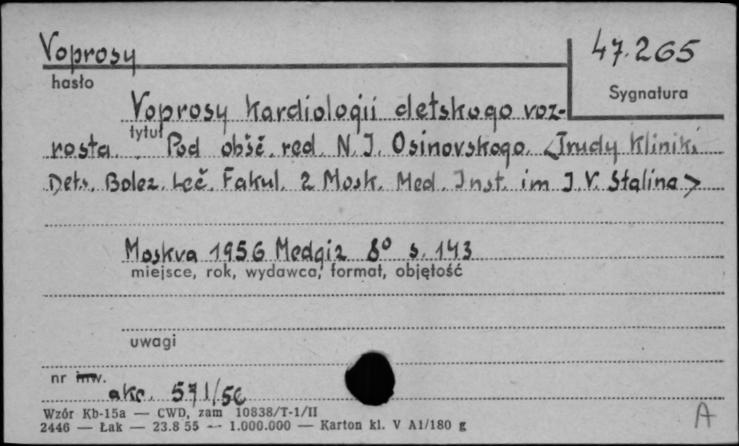 Voprosy 47.265
hasło Sygnatura
Voprosy kardiologii detskogo voz-
tytuł
rasta. Pod obšč. red. N. J. Osinovskogo. <Trudy Kliniki
Dets. Bolez. Leč. Fakul. 2 Mosk. Med. Inst. im J. V. Stalina>
Moskva 1956 Medgiz 8° s. 143
miejsce, rok, wydawca, format, objętość
uwagi
nr inw.
akc. 571/56
Wzór Kb-15a — CWD, zam 10838/T-1/II
2446 — Łak — 23.8 55 — 1.000.000 — Karton kl. V A1/180 g
A